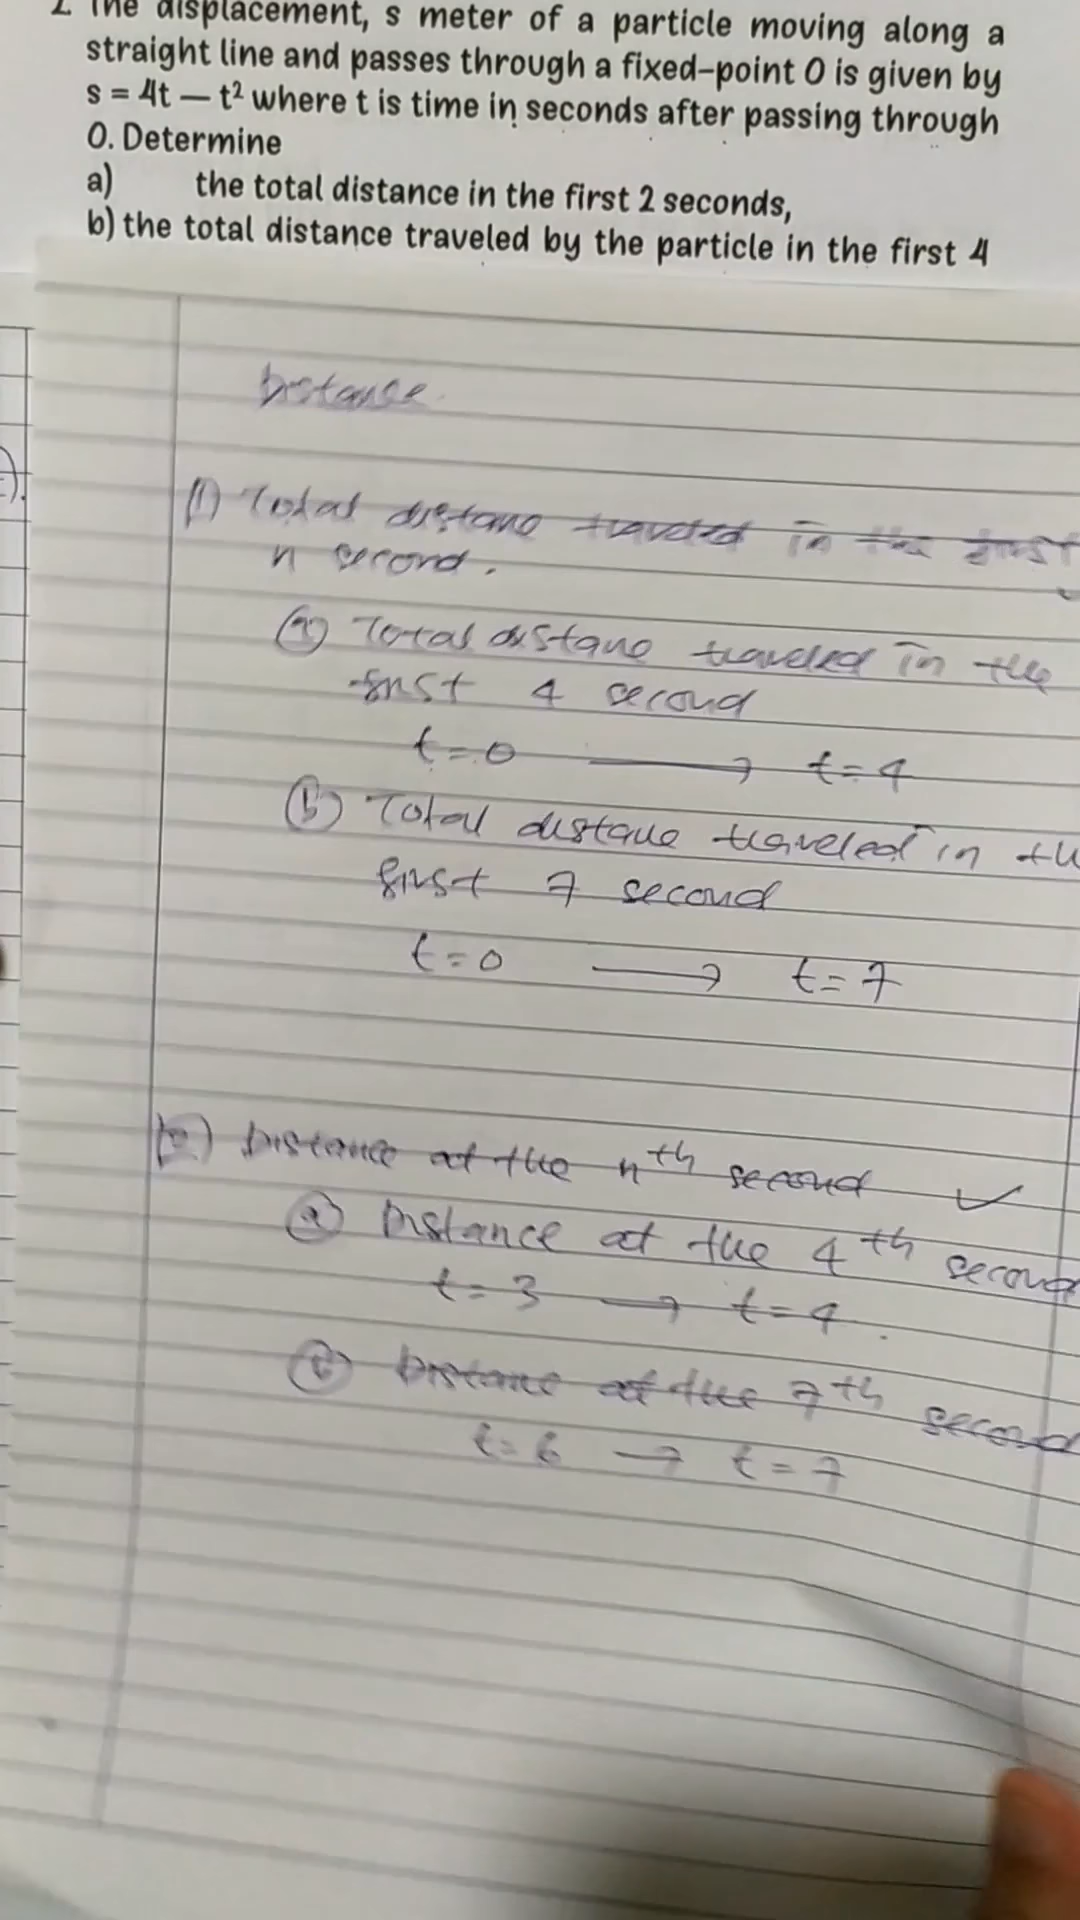 2. The displacement, s meter of a particle moving along a
straight line and passes through a fixed-point O is given by
s = 4t – t² where t is time in seconds after passing through
O. Determine
a) the total distance in the first 2 seconds,
b) the total distance traveled by the particle in the first 4
Distance.
(1) Total distance traveled in the first
n second.
(a) Total distance traveled in the
first 4 second
t=0 → t=4
(b) Total distance traveled in the
first 7 second
t=0 → t=7
(2) Distance at the nth second ✓
(a) Distance at the 4th second
t=3 → t=4.
(b) Distance at the 7th second
t=6 → t=7